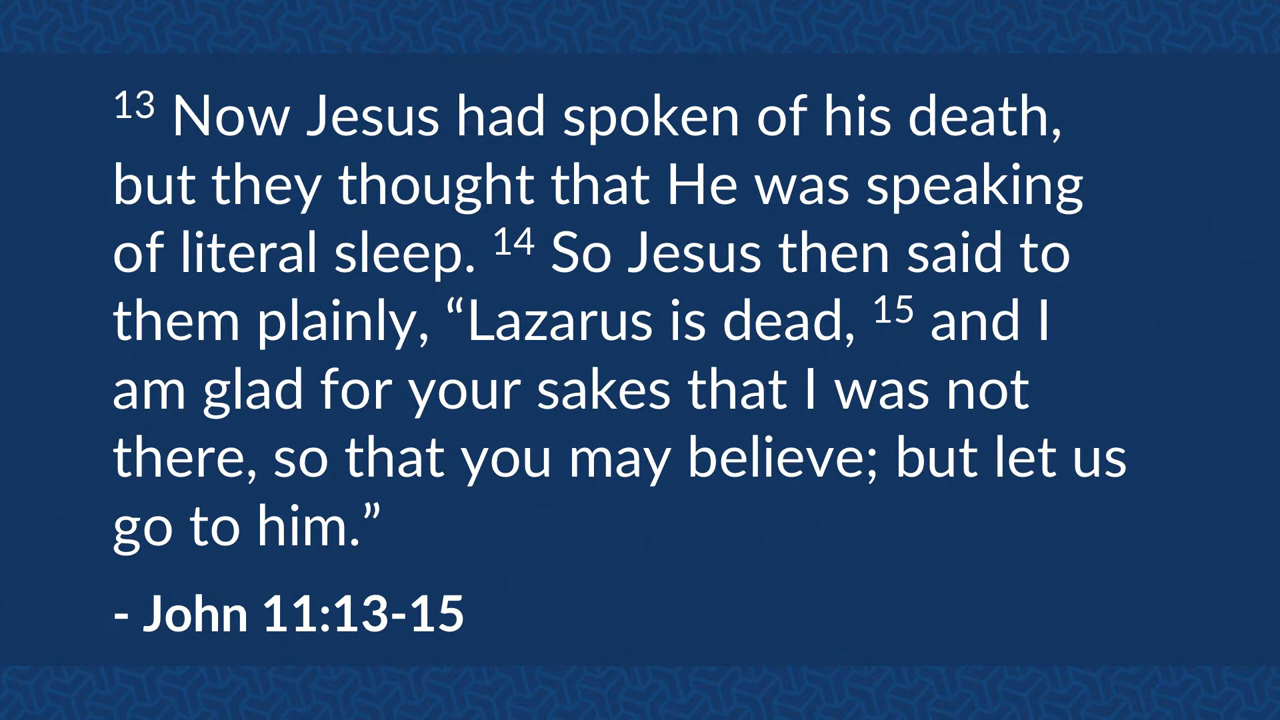 13 Now Jesus had spoken of his death,
but they thought that He was speaking
of literal sleep. 14 So Jesus then said to
them plainly, “Lazarus is dead, 15 and I
am glad for your sakes that I was not
there, so that you may believe; but let us
go to him.”
- John 11:13-15